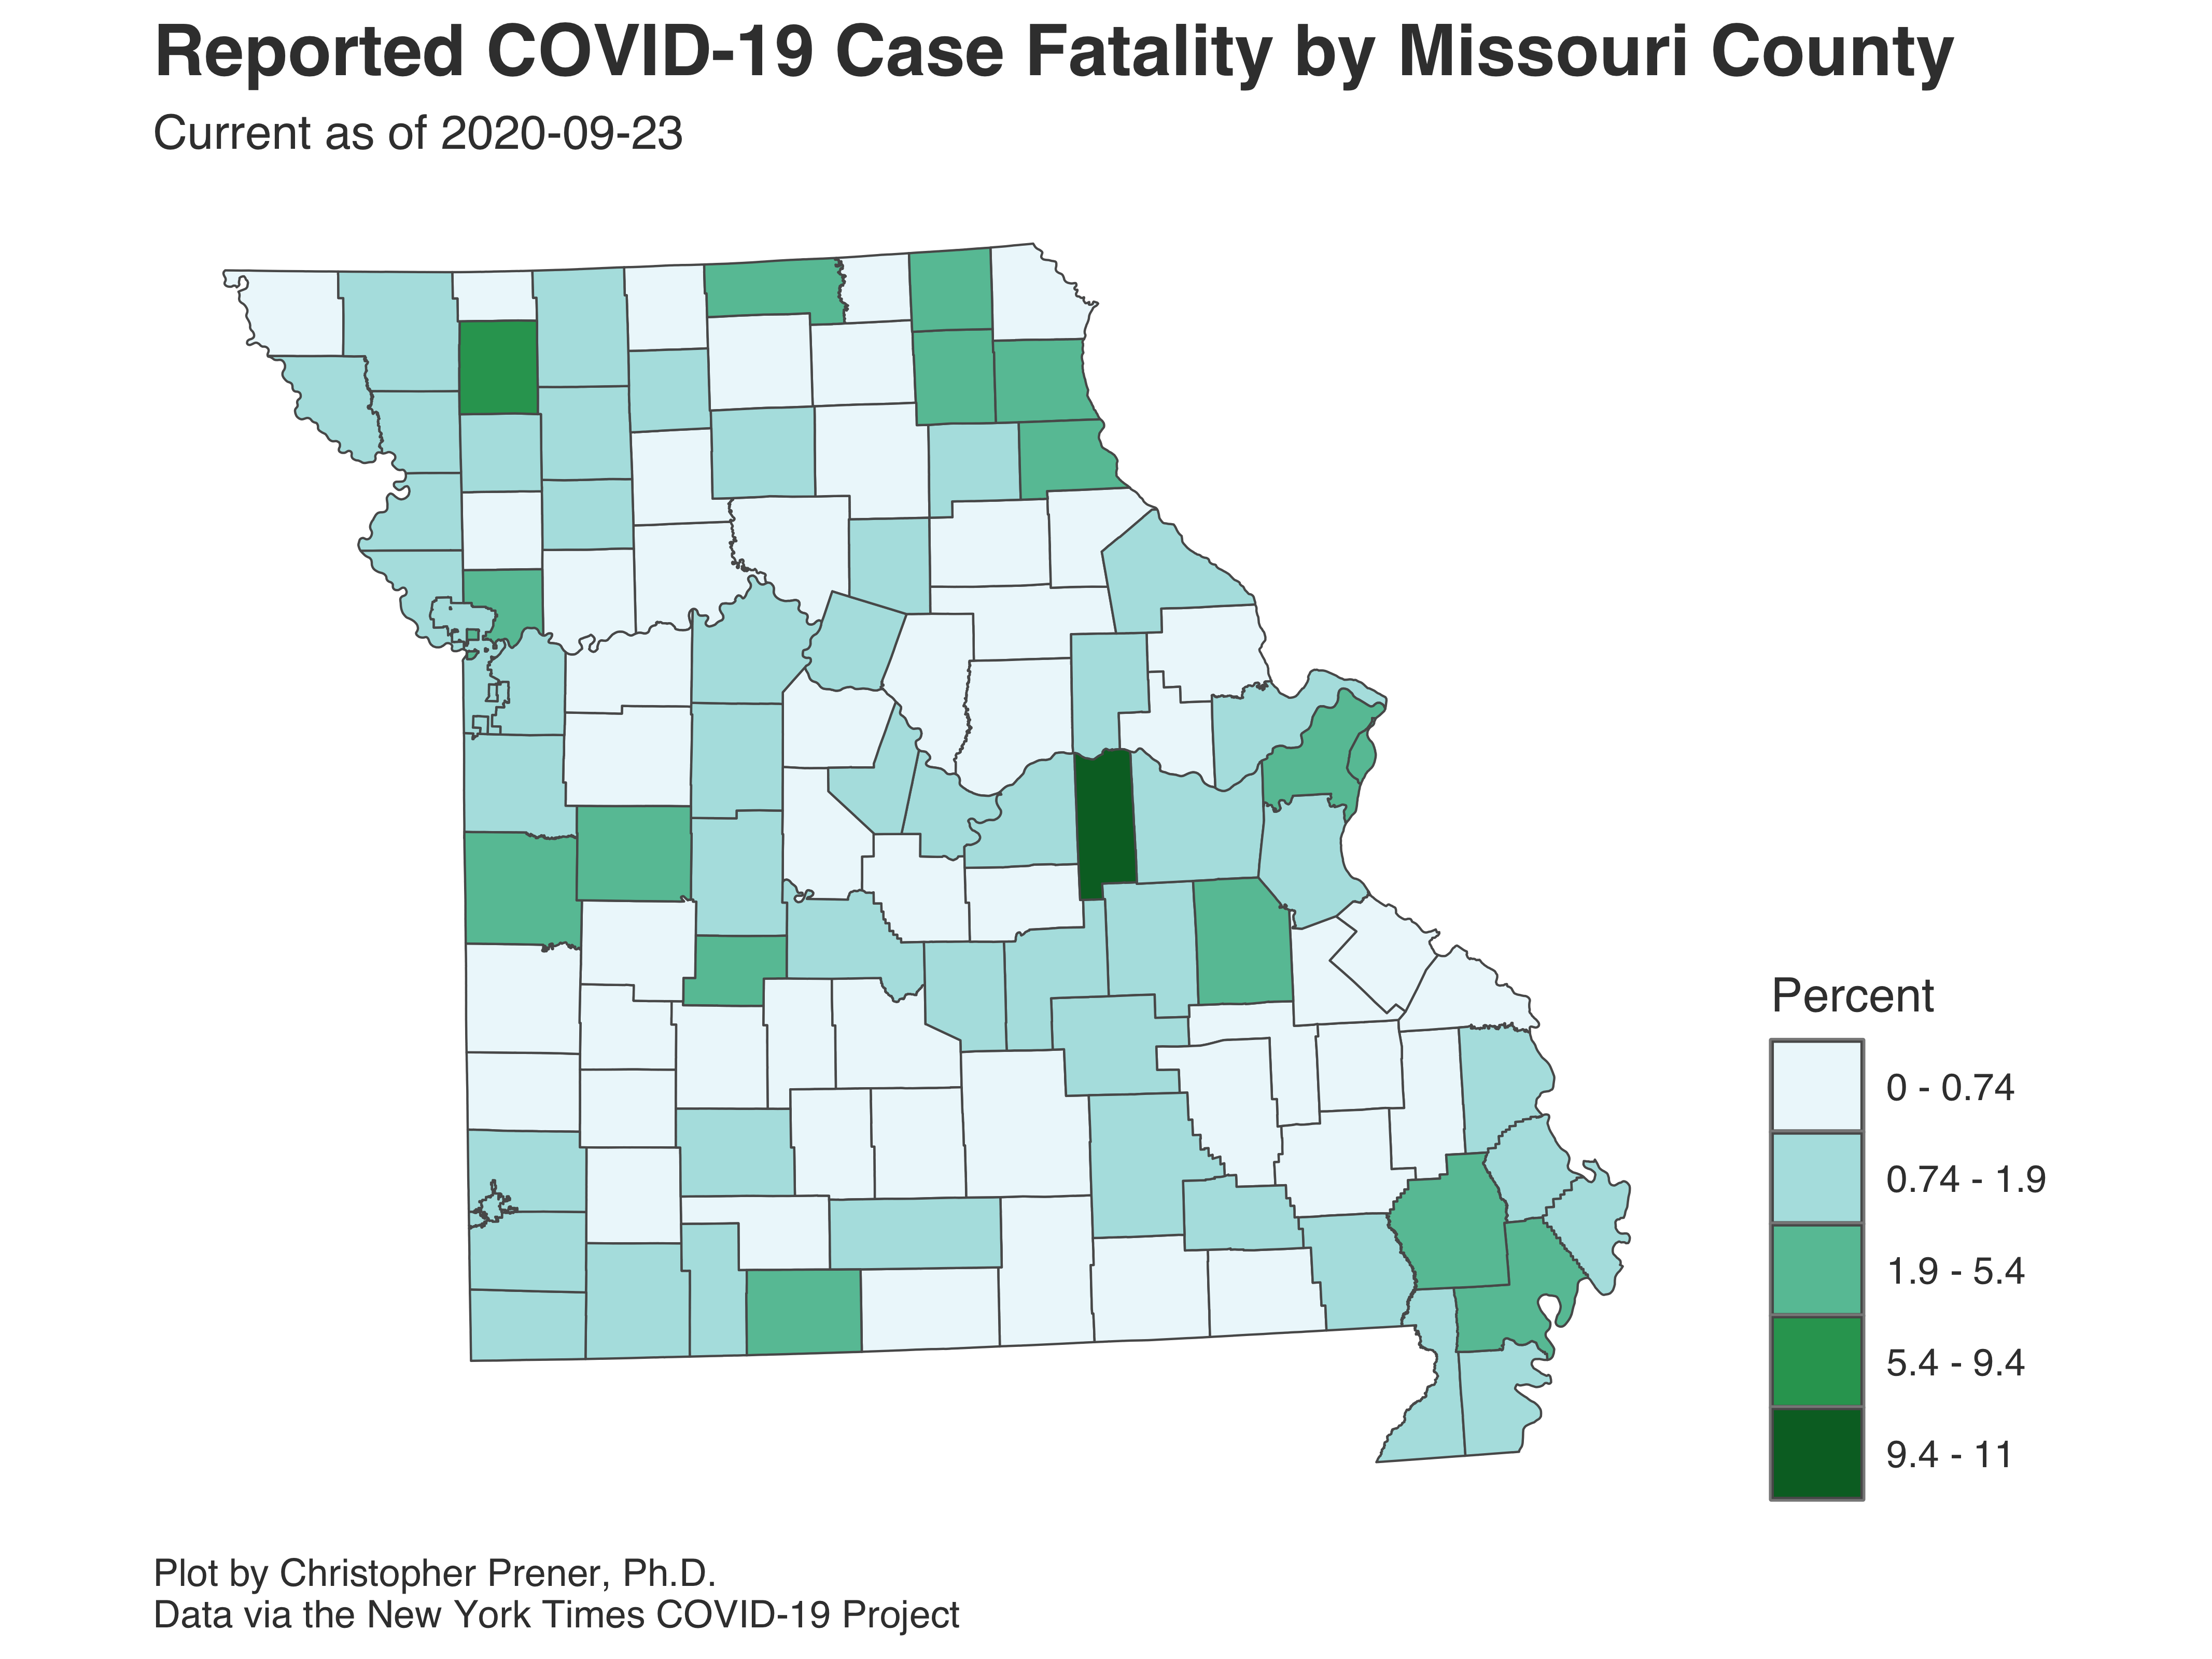 Reported COVID-19 Case Fatality by Missouri County
Current as of 2020-09-23
Percent
0 - 0.74
0.74 - 1.9
1.9 - 5.4
5.4 - 9.4
9.4 - 11
Plot by Christopher Prener, Ph.D.
Data via the New York Times COVID-19 Project